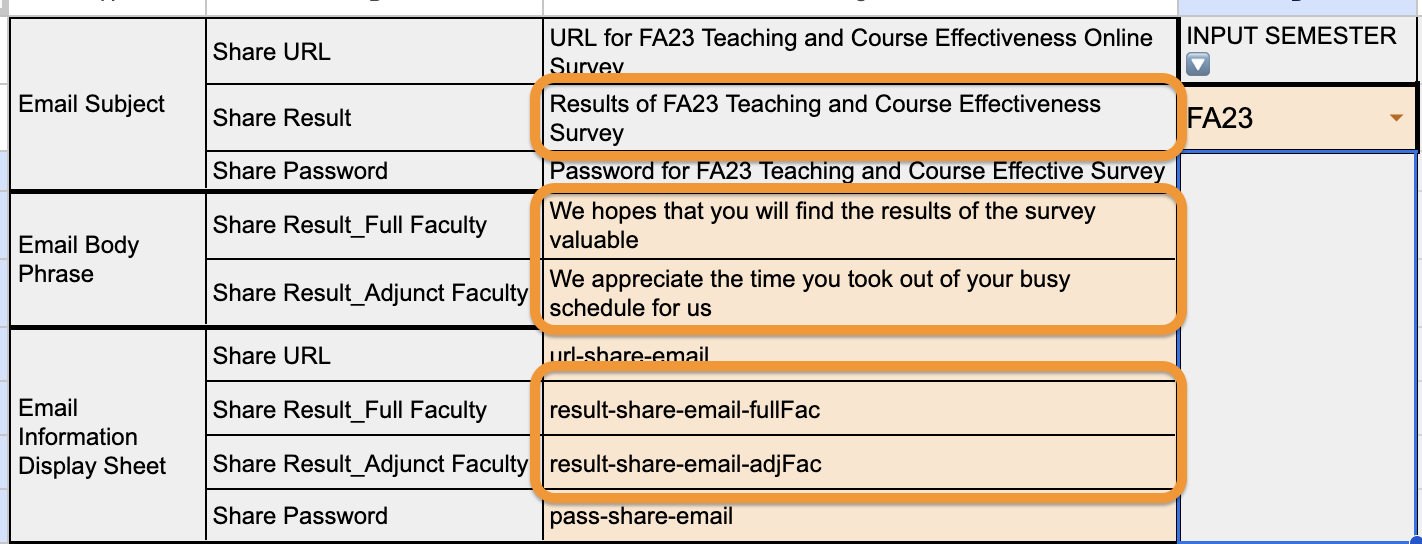 Email Subject
Share URL
URL for FA23 Teaching and Course Effectiveness Online
Survey
INPUT SEMESTER
Share Result
Results of FA23 Teaching and Course Effectiveness
Survey
FA23
Share Password
Password for FA23 Teaching and Course Effective Survey
Email Body
Phrase
Share Result_Full Faculty
We hopes that you will find the results of the survey
valuable
Share Result_Adjunct Faculty
We appreciate the time you took out of your busy
schedule for us
Email
Information
Display Sheet
Share URL
url-share-email
Share Result_Full Faculty
result-share-email-fullFac
Share Result_Adjunct Faculty
result-share-email-adjFac
Share Password
pass-share-email